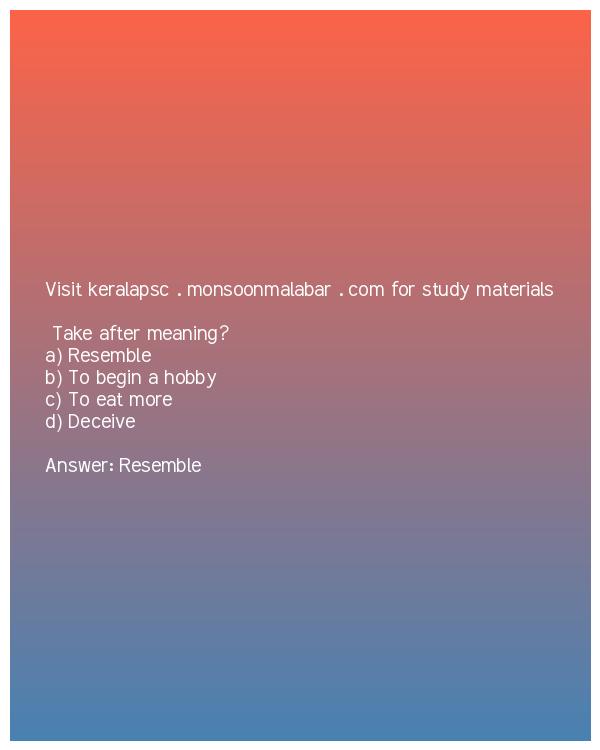 Visit keralapsc . monsoonmalabar . com for study materials
Take after meaning?
a) Resemble
b) To begin a hobby
c) To eat more
d) Deceive
Answer: Resemble